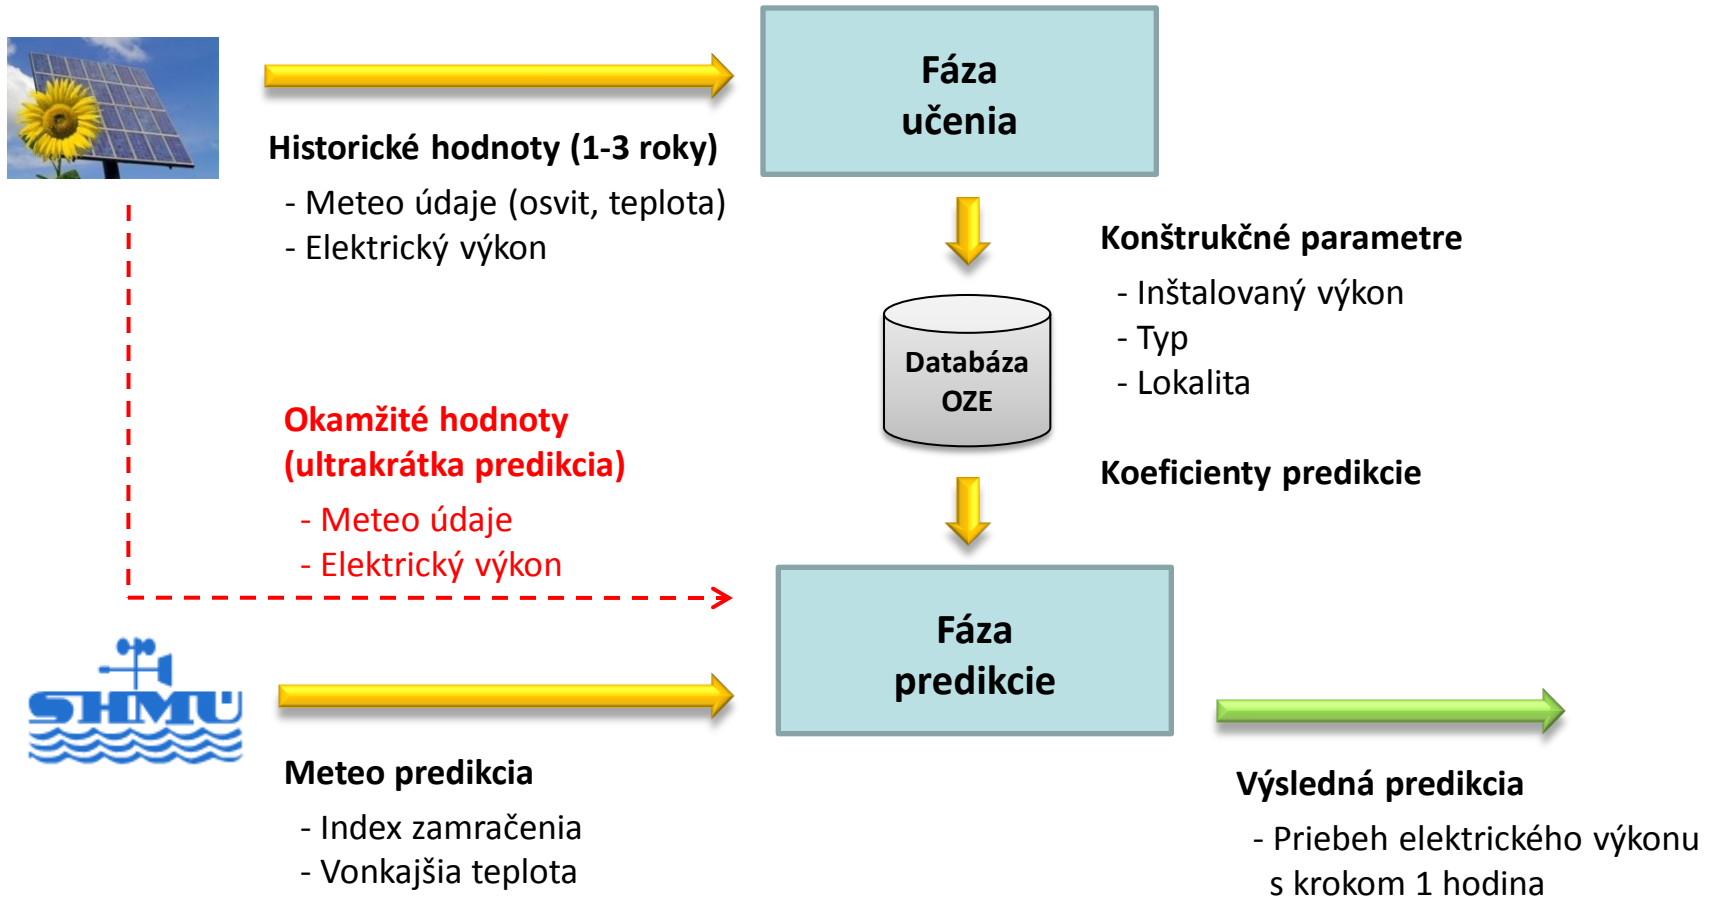 Fáza
učenia
Historické hodnoty (1-3 roky)
- Meteo údaje (osvit, teplota)
- Elektrický výkon
Konštrukčné parametre
- Inštalovaný výkon
- Typ
- Lokalita
Databáza
OZE
Okamžité hodnoty
(ultrakrátka predikcia)
- Meteo údaje
- Elektrický výkon
Koeficienty predikcie
Fáza
predikcie
SHMÚ
Meteo predikcia
- Index zamračenia
- Vonkajšia teplota
Výsledná predikcia
- Priebeh elektrického výkonu
s krokom 1 hodina